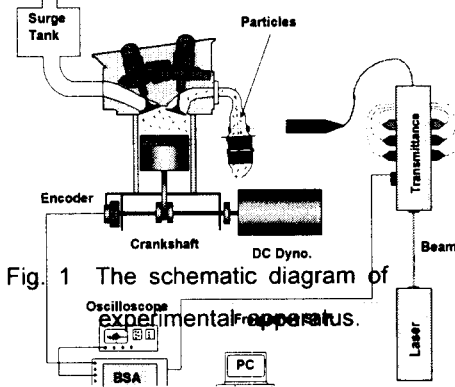 Surge
Tank
Particles
Transmittance
Encoder
Crankshaft
DC Dyno.
Beam
Fig. 1 The schematic diagram of
experimental apparatus.
Oscilloscope
Laser
PC
BSA